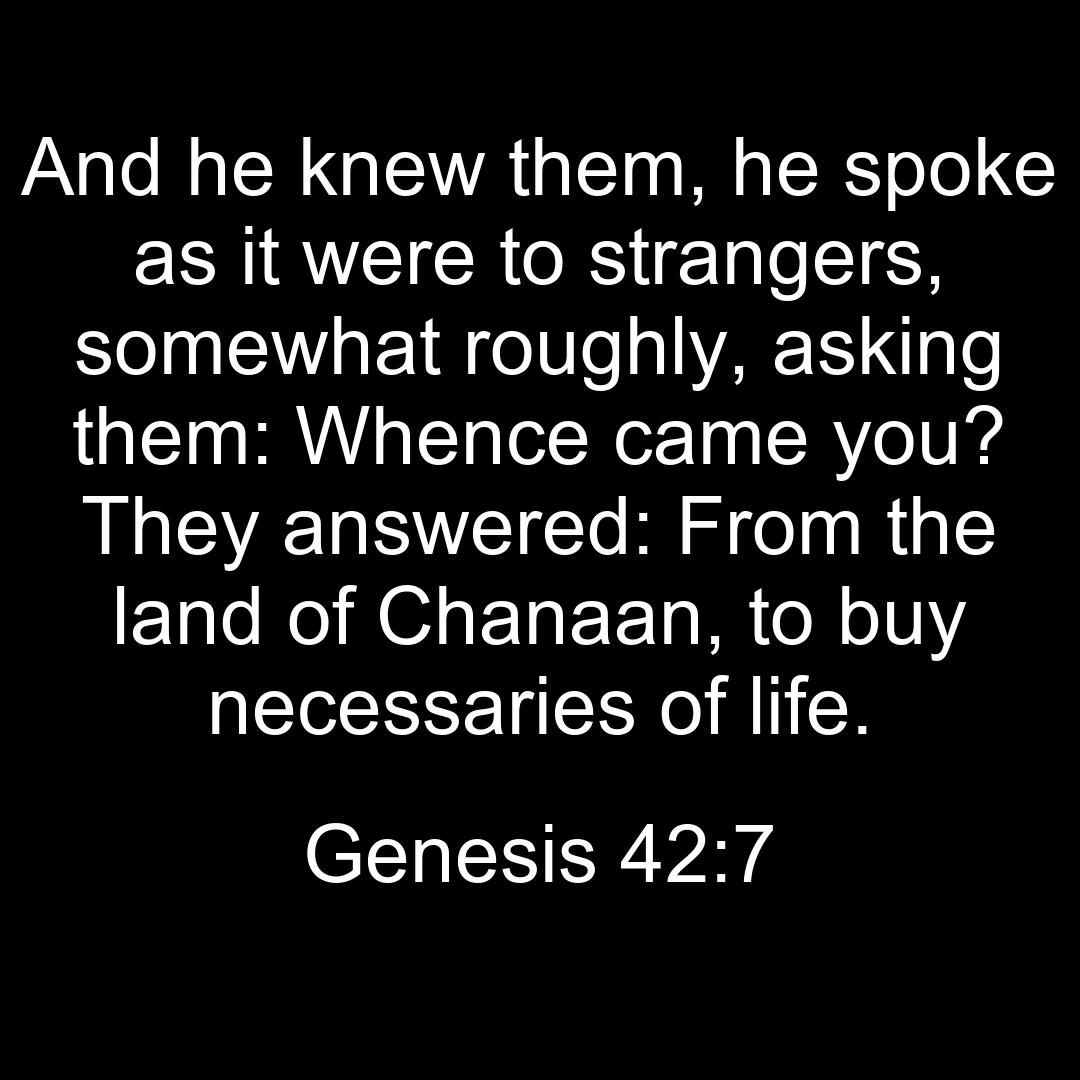 And he knew them, he spoke
as it were to strangers,
somewhat roughly, asking
them: Whence came you?
They answered: From the
land of Chanaan, to buy
necessaries of life.
Genesis 42:7